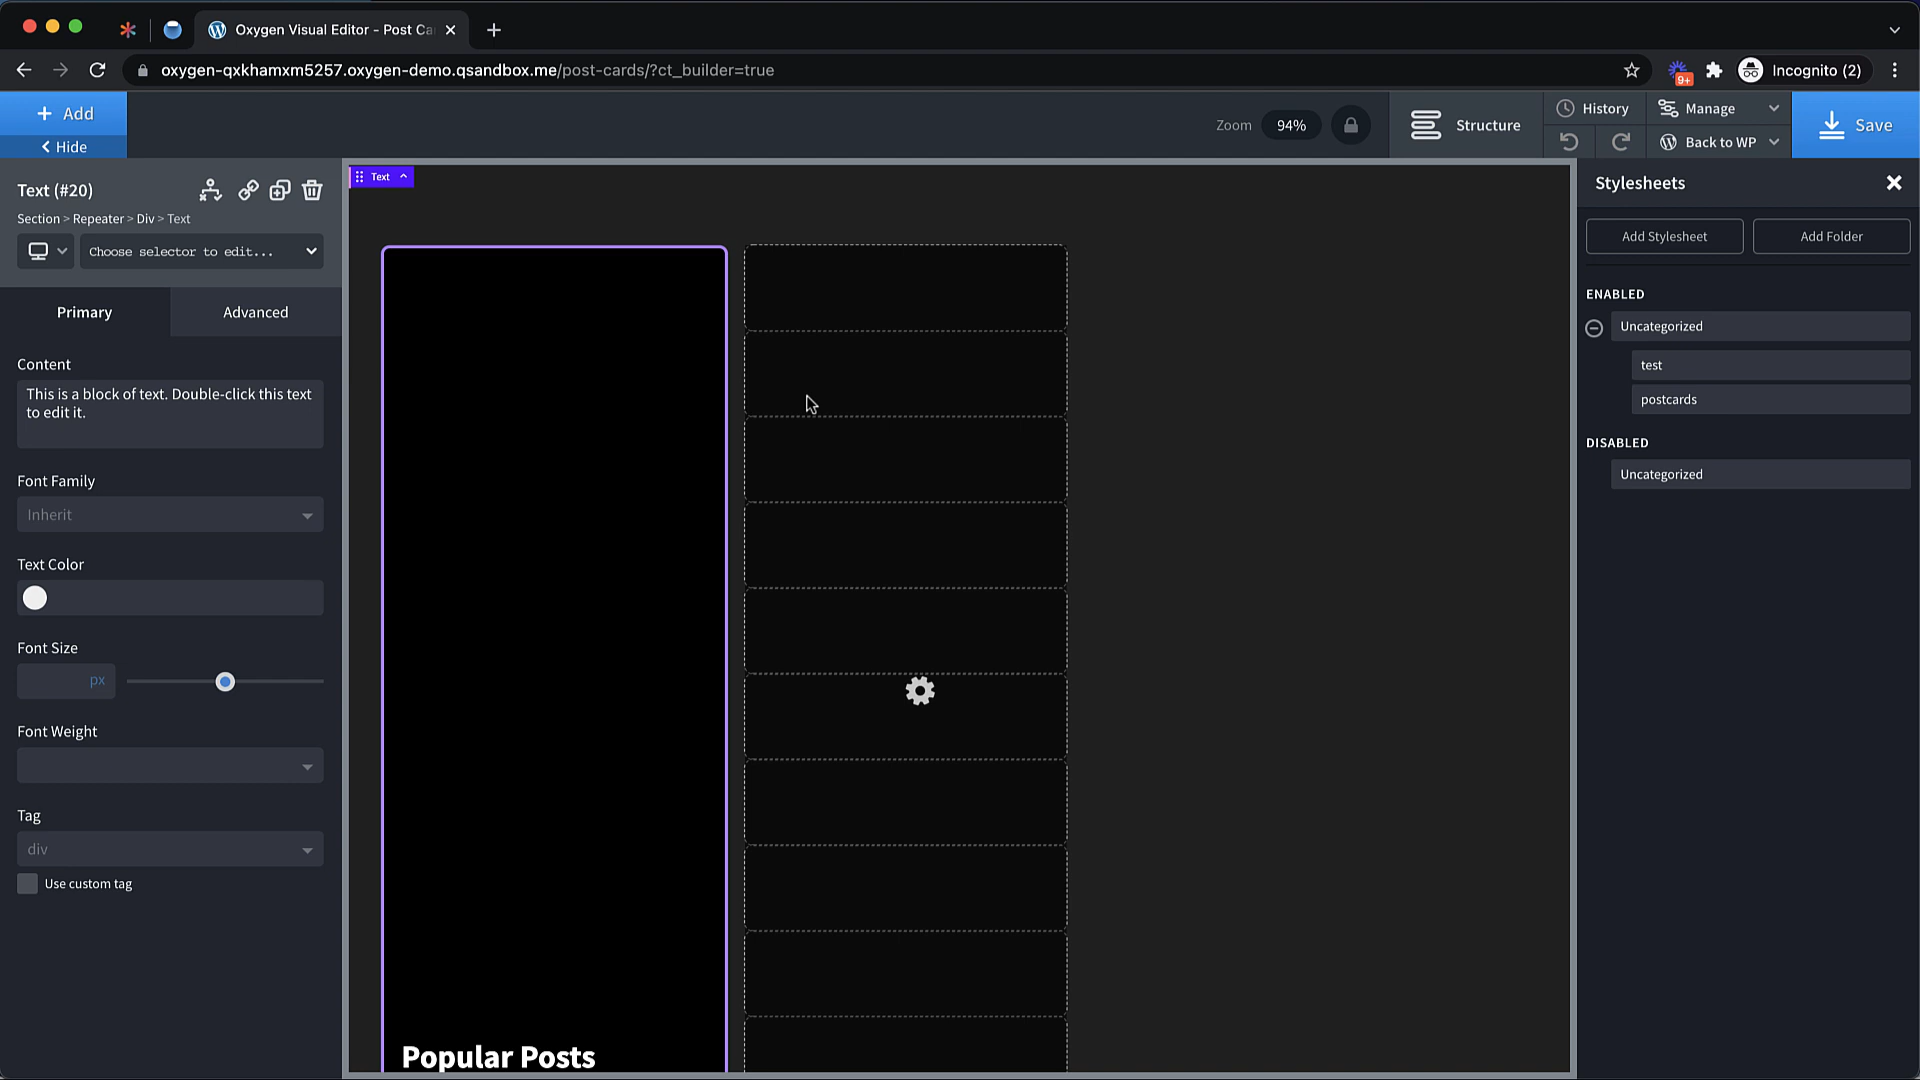 Oxygen Visual Editor - Post Ca
oxygen-qxkhamxm5257.oxygen-demo.qsandbox.me/post-cards/?ct_builder=true
9+
Incognito (2)
+ Add
Hide
Zoom
94%
Structure
History
Manage
Back to WP
Save
Text (#20)
Section > Repeater > Div > Text
Choose selector to edit...
Primary
Advanced
Content
This is a block of text. Double-click this text
to edit it.
Font Family
Inherit
Text Color
Font Size
px
Font Weight
Tag
div
Use custom tag
Text
Popular Posts
Stylesheets
Add Stylesheet
Add Folder
ENABLED
Uncategorized
test
postcards
DISABLED
Uncategorized